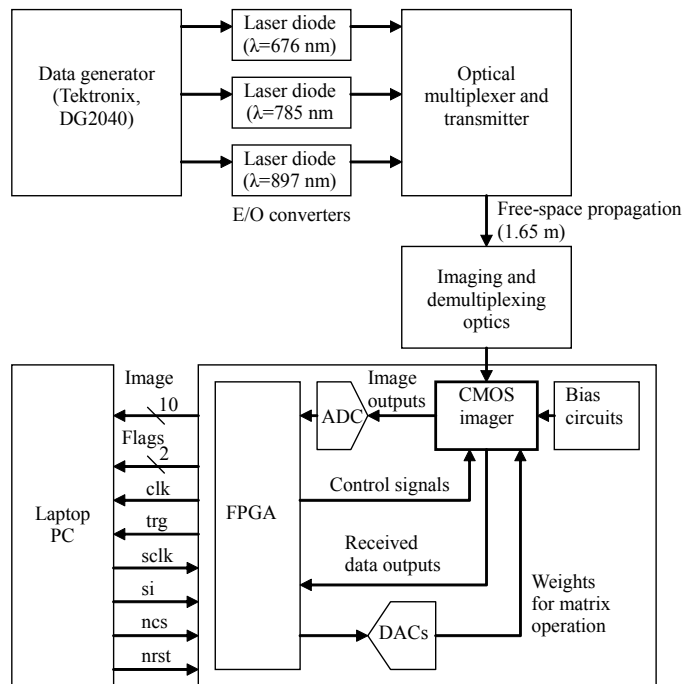 Data generator
(Tektronix,
DG2040)
Laser diode
(λ=676 nm)
Laser diode
(λ=785 nm
Laser diode
(λ=897 nm)
E/O converters
Optical
multiplexer and
transmitter
Free-space propagation
(1.65 m)
Imaging and
demultiplexing
optics
Laptop
PC
Image
10
Flags
2
clk
trg
sclk
si
ncs
nrst
FPGA
ADC
Image
outputs
CMOS
imager
Bias
circuits
Control signals
Received
data outputs
DACs
Weights
for matrix
operation